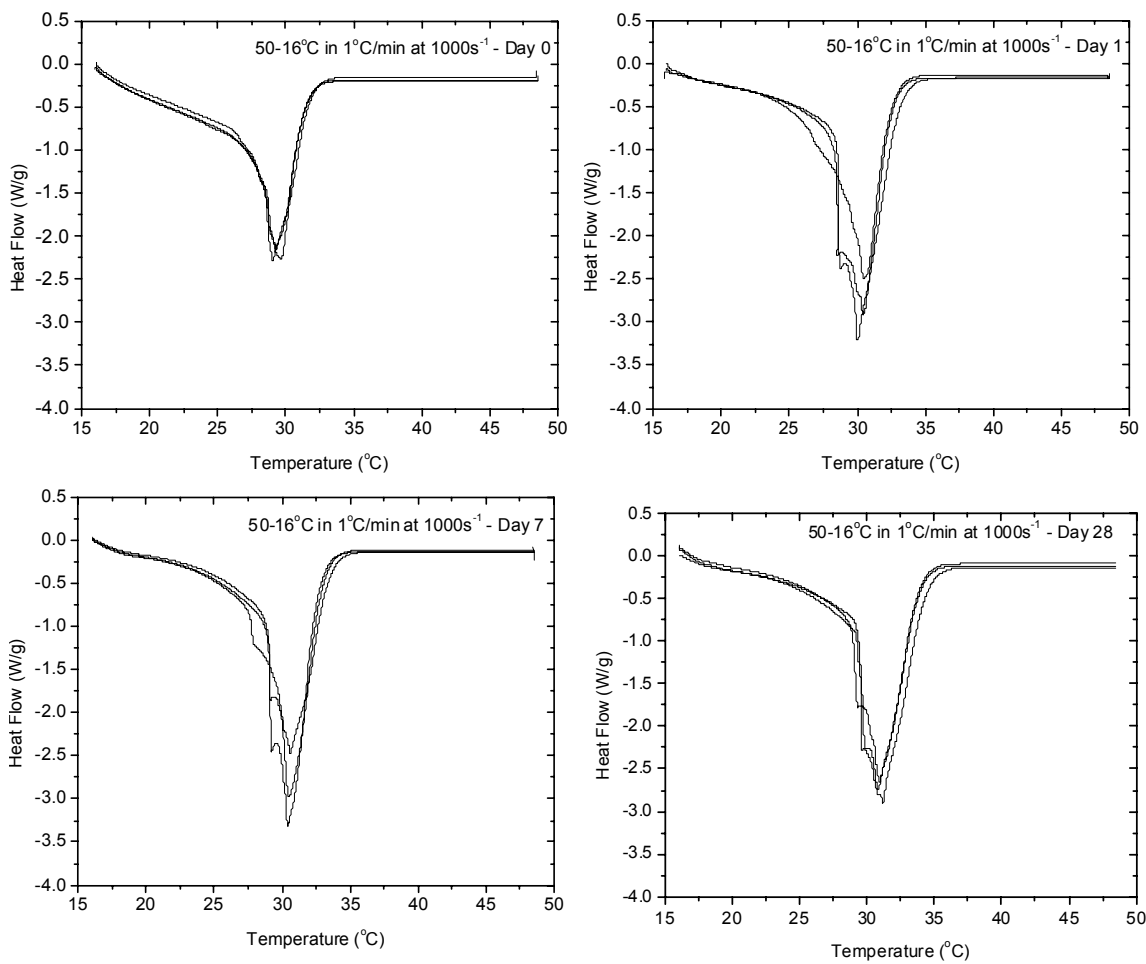 50-16°C in 1°C/min at 1000s⁻¹ - Day 0
Heat Flow (W/g)
0.5
0.0
-0.5
-1.0
-1.5
-2.0
-2.5
-3.0
-3.5
-4.0
15 20 25 30 35 40 45 50
Temperature (°C)
50-16°C in 1°C/min at 1000s⁻¹ - Day 1
Heat Flow (W/g)
0.5
0.0
-0.5
-1.0
-1.5
-2.0
-2.5
-3.0
-3.5
-4.0
15 20 25 30 35 40 45 50
Temperature (°C)
50-16°C in 1°C/min at 1000s⁻¹ - Day 7
Heat Flow (W/g)
0.5
0.0
-0.5
-1.0
-1.5
-2.0
-2.5
-3.0
-3.5
-4.0
15 20 25 30 35 40 45 50
Temperature (°C)
50-16°C in 1°C/min at 1000s⁻¹ - Day 28
Heat Flow (W/g)
0.5
0.0
-0.5
-1.0
-1.5
-2.0
-2.5
-3.0
-3.5
-4.0
15 20 25 30 35 40 45 50
Temperature (°C)